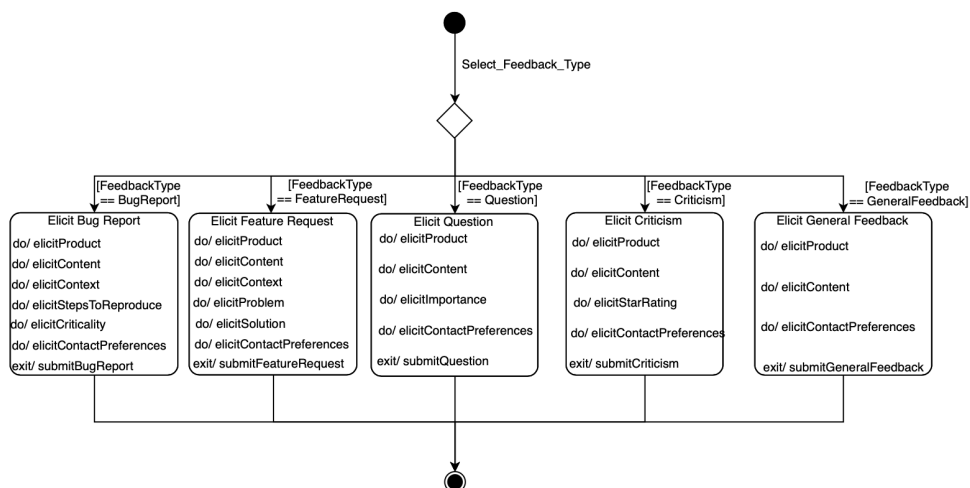 Select_Feedback_Type
[FeedbackType
== BugReport]
[FeedbackType
== FeatureRequest]
[FeedbackType
== Question]
[FeedbackType
== Criticism]
[FeedbackType
== GeneralFeedback]
Elicit Bug Report
do/ elicitProduct
do/ elicitContent
do/ elicitContext
do/ elicitStepsToReproduce
do/ elicitCriticality
do/ elicitContactPreferences
exit/ submitBugReport
Elicit Feature Request
do/ elicitProduct
do/ elicitContent
do/ elicitContext
do/ elicitProblem
do/ elicitSolution
do/ elicitContactPreferences
exit/ submitFeatureRequest
Elicit Question
do/ elicitProduct
do/ elicitContent
do/ elicitImportance
do/ elicitContactPreferences
exit/ submitQuestion
Elicit Criticism
do/ elicitProduct
do/ elicitContent
do/ elicitStarRating
do/ elicitContactPreferences
exit/ submitCriticism
Elicit General Feedback
do/ elicitProduct
do/ elicitContent
do/ elicitContactPreferences
exit/ submitGeneralFeedback